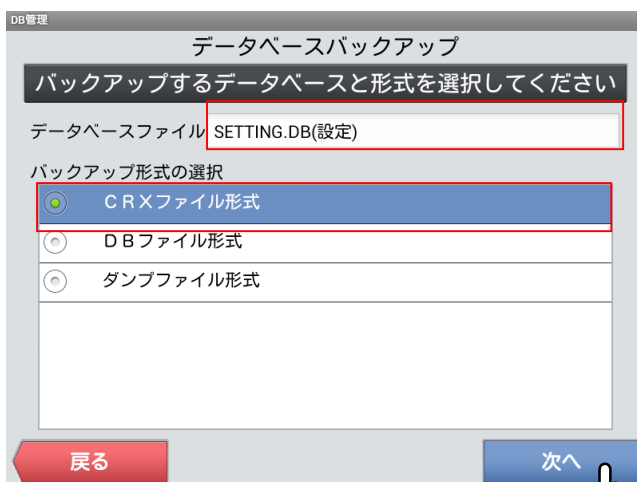 DB管理
データベースバックアップ
バックアップするデータベースと形式を選択してください
データベースファイル SETTING.DB(設定)
バックアップ形式の選択
ＣＲＸファイル形式
ＤＢファイル形式
ダンプファイル形式
戻る 次へ